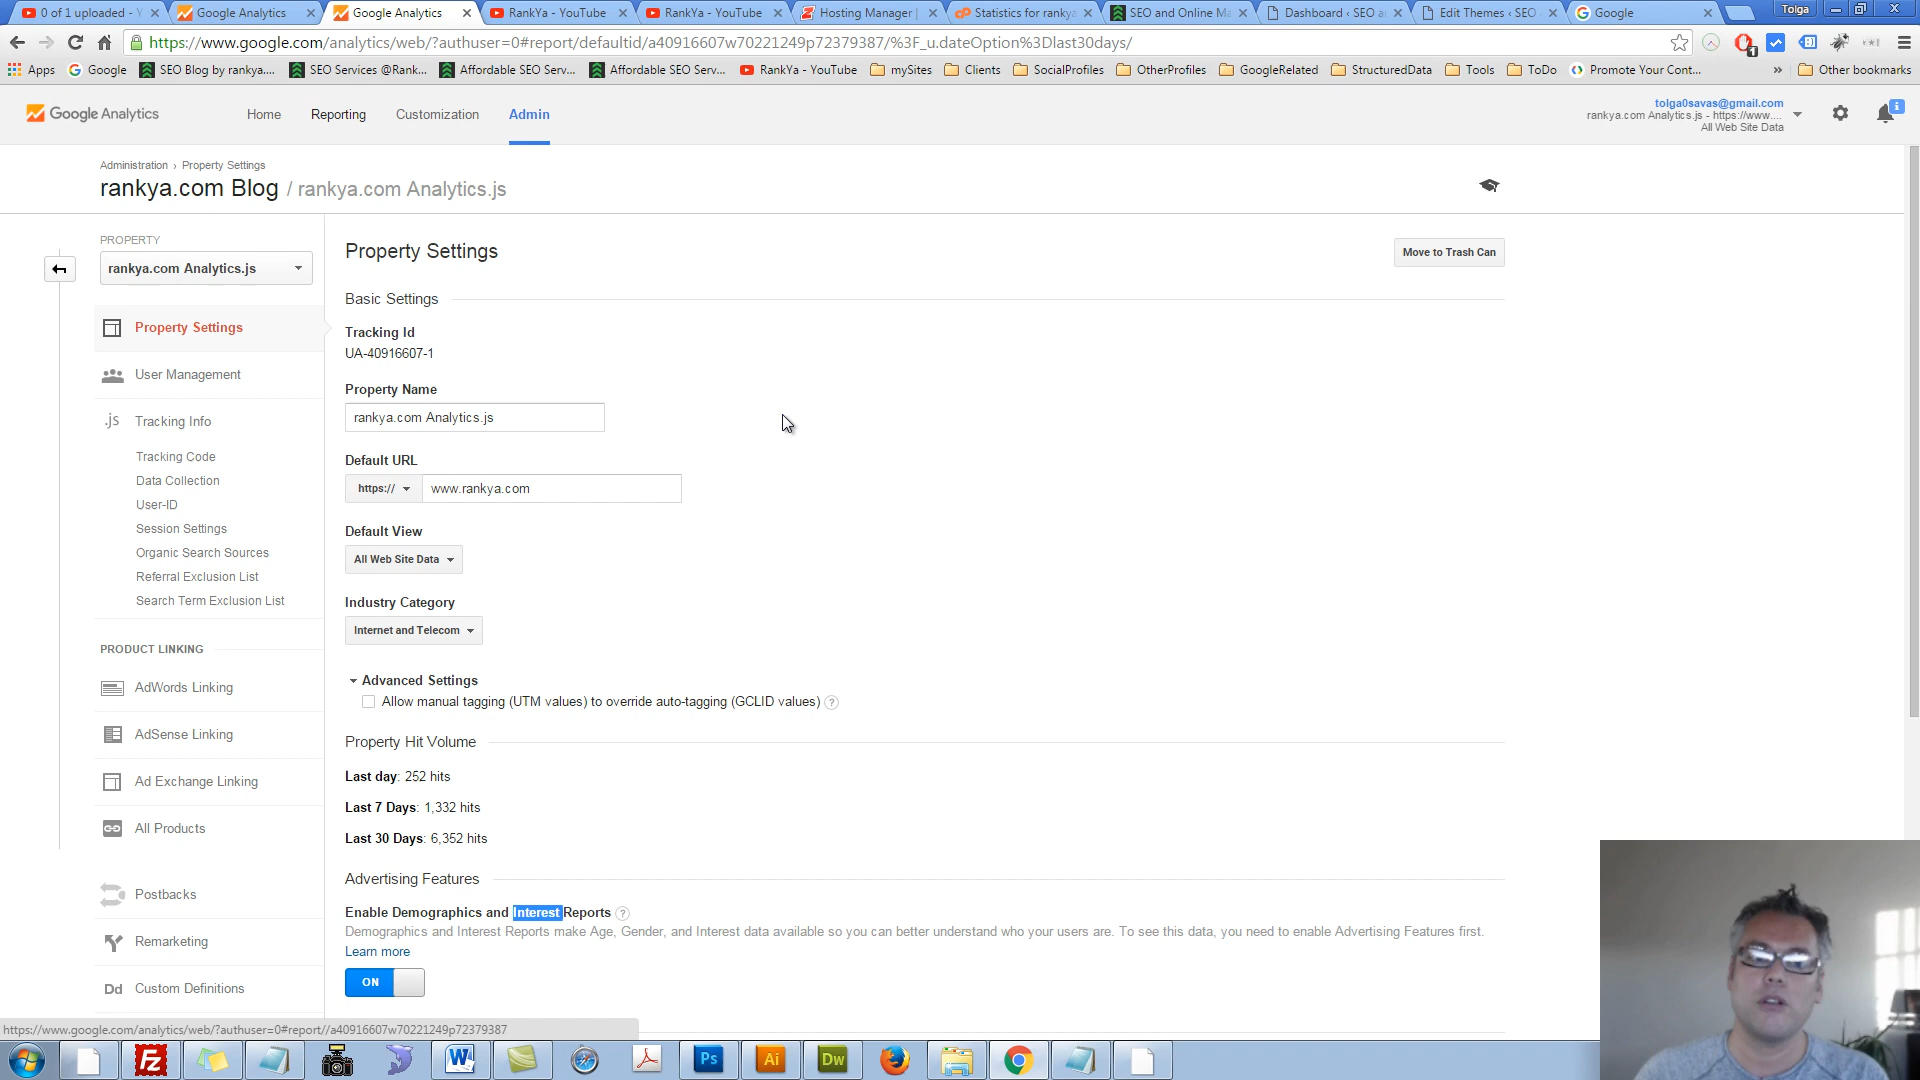 0 of 1 uploaded - Y
Google Analytics
Google Analytics
RankYa - YouTube
RankYa - YouTube
Hosting Manager |
Statistics for rankya
SEO and Online Ma
Dashboard ‹ SEO a
Edit Themes ‹ SEO
Google
Tolga
https://www.google.com/analytics/web/?authuser=0#report/defaultid/a40916607w70221249p72379387/%3F_u.dateOption%3Dlast30days/
1
Apps
Google
SEO Blog by rankya....
SEO Services @Rank...
Affordable SEO Serv...
Affordable SEO Serv...
RankYa - YouTube
mySites
Clients
SocialProfiles
OtherProfiles
GoogleRelated
StructuredData
Tools
ToDo
Promote Your Cont...
»
Other bookmarks
Google Analytics
Home
Reporting
Customization
Admin
tolga0savas@gmail.com
rankya.com Analytics.js - https://www....
All Web Site Data
Administration › Property Settings
rankya.com Blog / rankya.com Analytics.js
PROPERTY
rankya.com Analytics.js
Property Settings
User Management
.js Tracking Info
Tracking Code
Data Collection
User-ID
Session Settings
Organic Search Sources
Referral Exclusion List
Search Term Exclusion List
PRODUCT LINKING
AdWords Linking
AdSense Linking
Ad Exchange Linking
All Products
Postbacks
Remarketing
Dd Custom Definitions
Property Settings
Move to Trash Can
Basic Settings
Tracking Id
UA-40916607-1
Property Name
rankya.com Analytics.js
Default URL
https:// www.rankya.com
Default View
All Web Site Data
Industry Category
Internet and Telecom
Advanced Settings
Allow manual tagging (UTM values) to override auto-tagging (GCLID values) ?
Property Hit Volume
Last day: 252 hits
Last 7 Days: 1,332 hits
Last 30 Days: 6,352 hits
Advertising Features
Enable Demographics and Interest Reports ?
Demographics and Interest Reports make Age, Gender, and Interest data available so you can better understand who your users are. To see this data, you need to enable Advertising Features first.
Learn more
ON
https://www.google.com/analytics/web/?authuser=0#report//a40916607w70221249p72379387
Fz
W
Ps
Ai
Dw